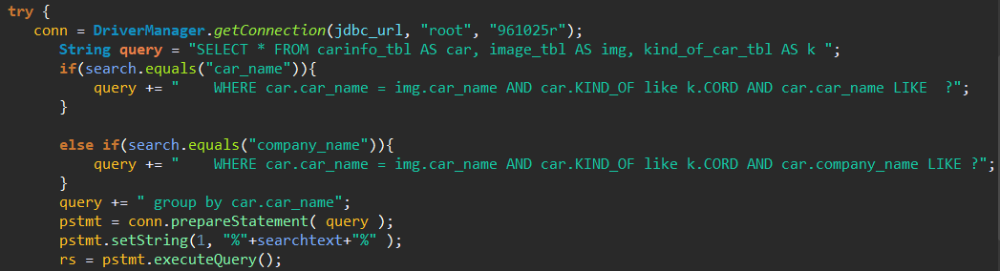 try {
conn = DriverManager.getConnection(jdbc_url, "root", "961025r");
String query = "SELECT * FROM carinfo_tbl AS car, image_tbl AS img, kind_of_car_tbl AS k ";
if(search.equals("car_name")){
query += "    WHERE car.car_name = img.car_name AND car.KIND_OF like k.CORD AND car.car_name LIKE  ?";
}
else if(search.equals("company_name")){
query += "    WHERE car.car_name = img.car_name AND car.KIND_OF like k.CORD AND car.company_name LIKE ?";
}
query += " group by car.car_name";
pstmt = conn.prepareStatement( query );
pstmt.setString(1, "%"+searchtext+"%" );
rs = pstmt.executeQuery();